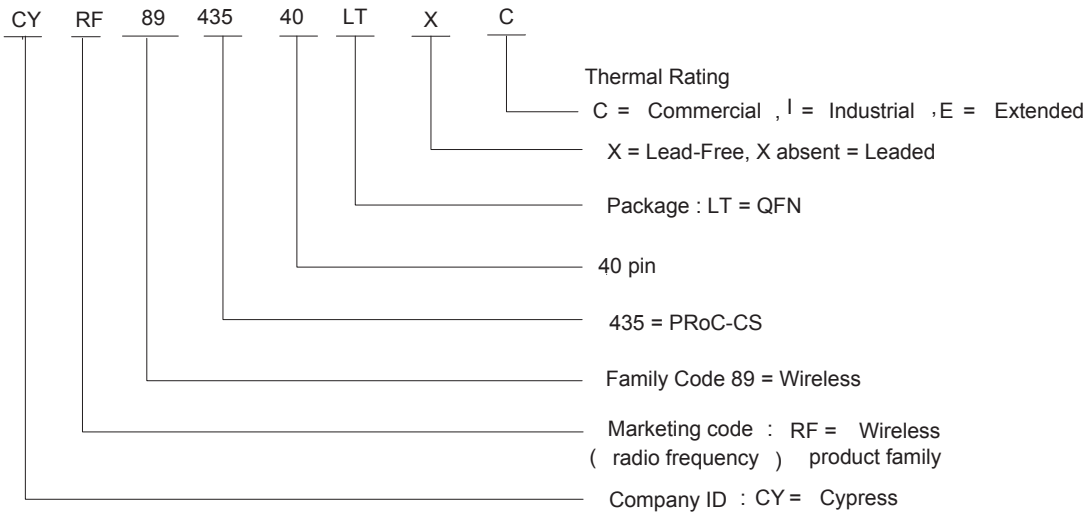 CY RF 89 435 40 LT X C
Thermal Rating
C = Commercial , I = Industrial , E = Extended
X = Lead-Free, X absent = Leaded
Package : LT = QFN
40 pin
435 = PRoC-CS
Family Code 89 = Wireless
Marketing code : RF = Wireless
( radio frequency ) product family
Company ID : CY = Cypress